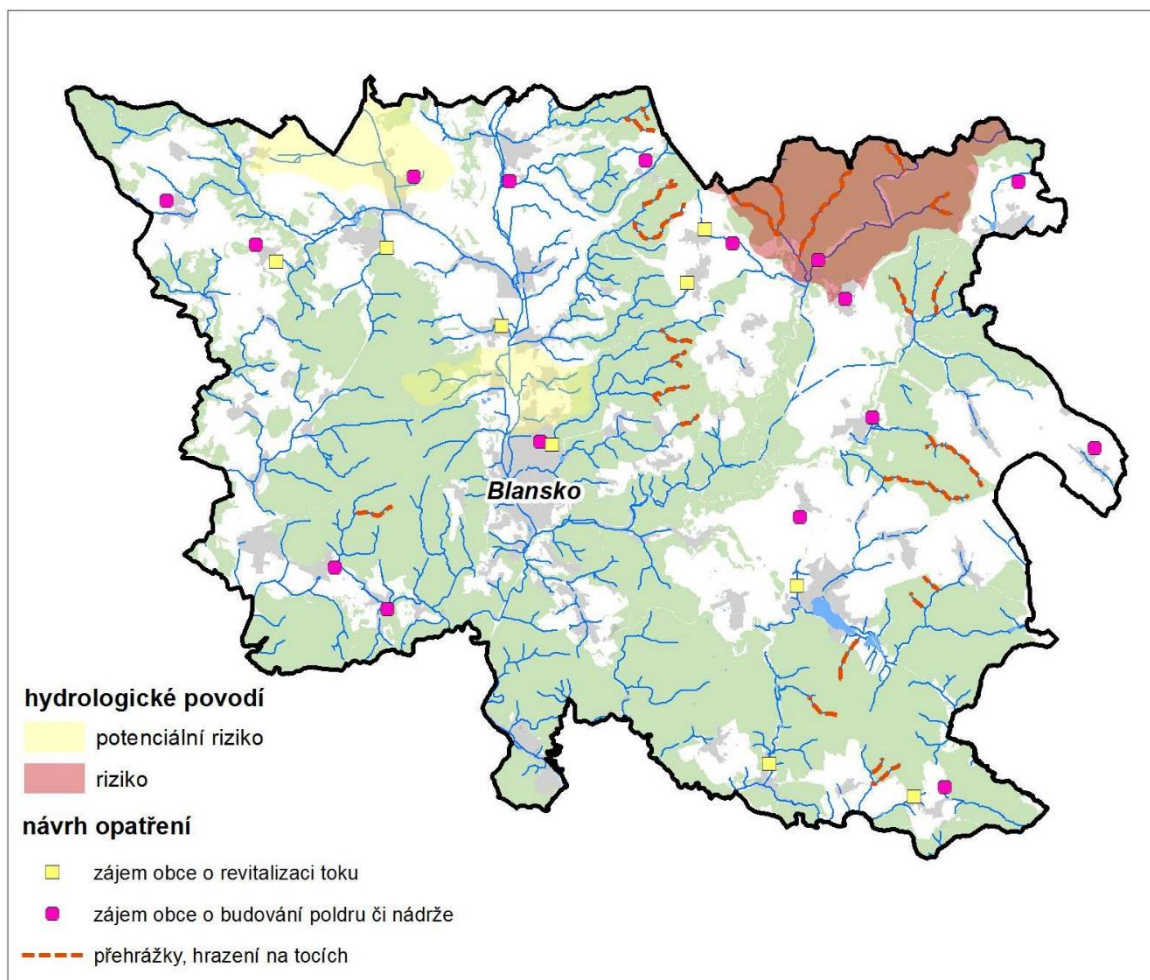 Blansko
hydrologické povodí
potenciální riziko
riziko
návrh opatření
zájem obce o revitalizaci toku
zájem obce o budování poldru či nádrže
přehrážky, hrazení na tocích